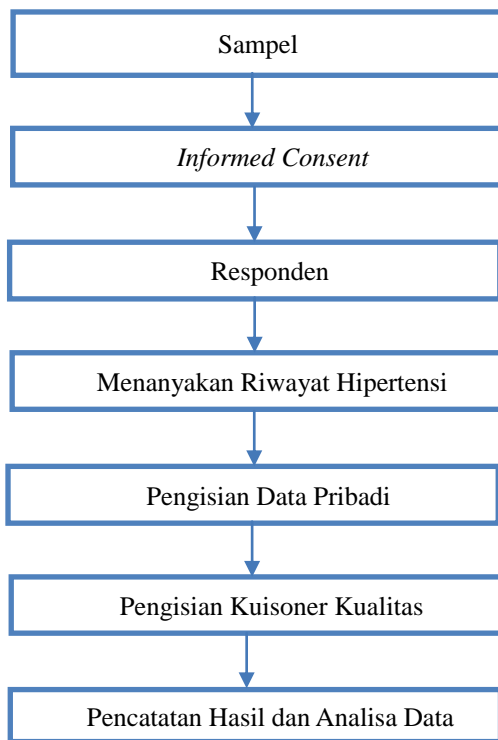 Sampel
Informed Consent
Responden
Menanyakan Riwayat Hipertensi
Pengisian Data Pribadi
Pengisian Kuisoner Kualitas
Pencatatan Hasil dan Analisa Data